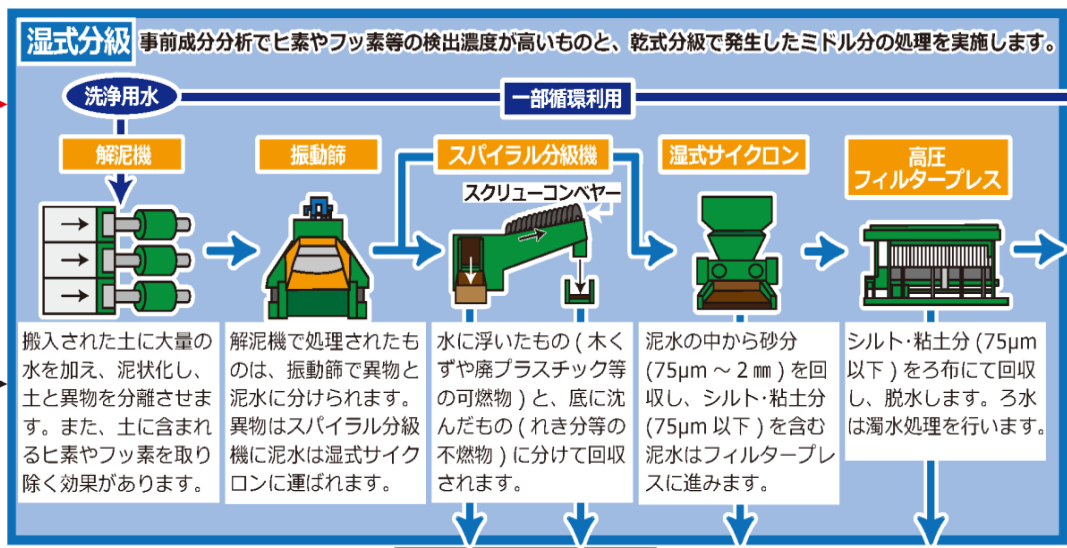 湿式分級 事前成分分析でヒ素やフッ素等の検出濃度が高いものと、乾式分級で発生したミドル分の処理を実施します。
洗浄用水
一部循環利用
解泥機
振動篩
スパイラル分級機
湿式サイクロン
高圧
フィルタープレス
スクリューコンベヤー
搬入された土に大量の
水を加え、泥状化し、
土と異物を分離させま
す。また、土に含まれ
るヒ素やフッ素を取り
除く効果があります。
解泥機で処理されたも
のは、振動篩で異物と
泥水に分けられます。
異物はスパイラル分級
機に泥水は湿式サイク
ロンに運ばれます。
水に浮いたもの(木く
ずや廃プラスチック等
の可燃物)と、底に沈
んだもの(れき分等の
不燃物)に分けて回収
されます。
泥水の中から砂分
(75μm ~ 2 ㎜)を回
収し、シルト・粘土分
(75μm 以下)を含む
泥水はフィルタープレ
スに進みます。
シルト・粘土分(75μm
以下)をろ布にて回収
し、脱水します。ろ水
は濁水処理を行います。